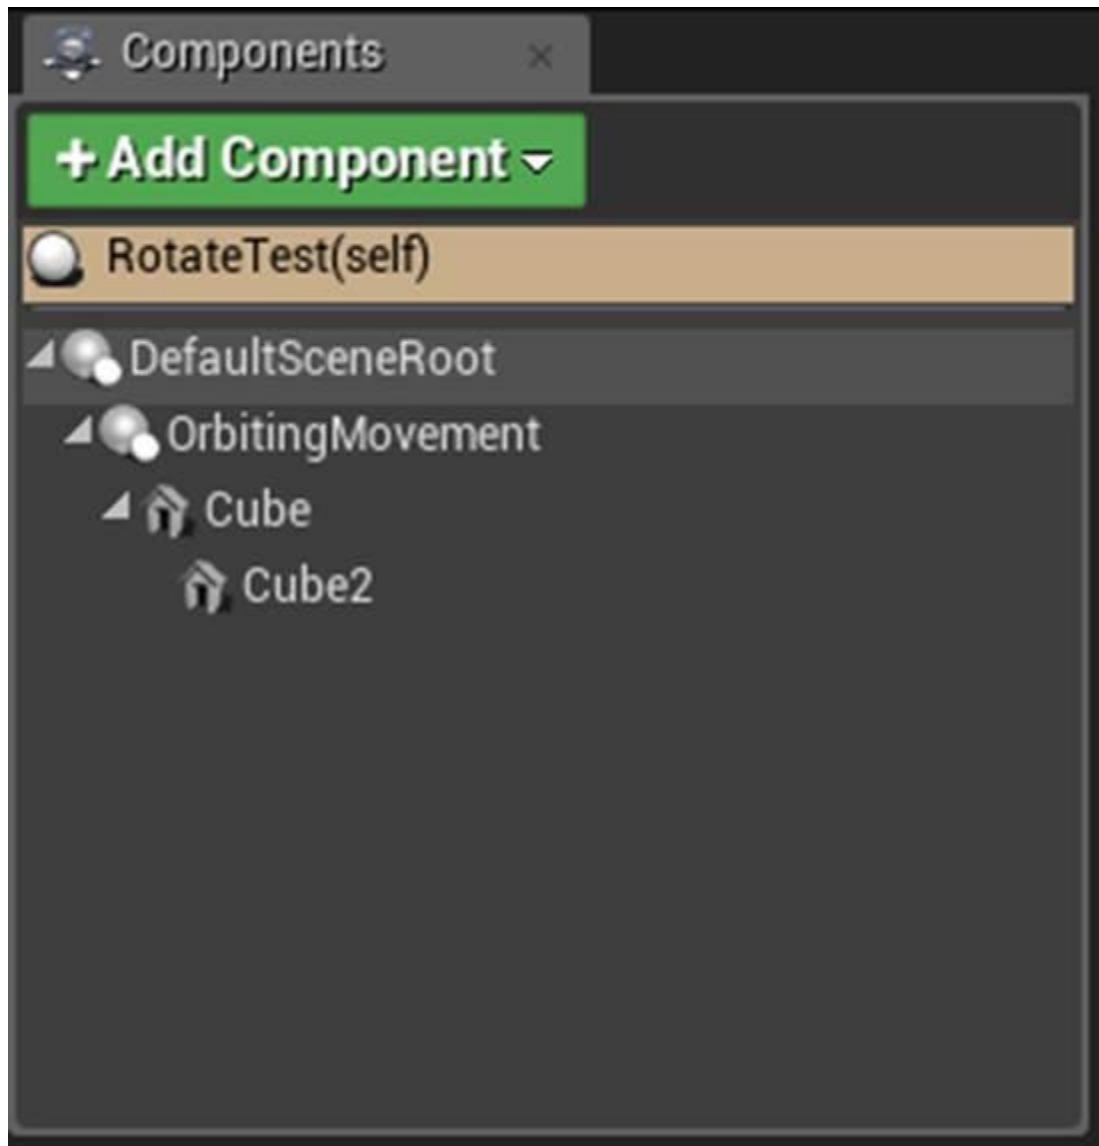 Components
+ Add Component
RotateTest(self)
DefaultSceneRoot
OrbitingMovement
Cube
Cube2